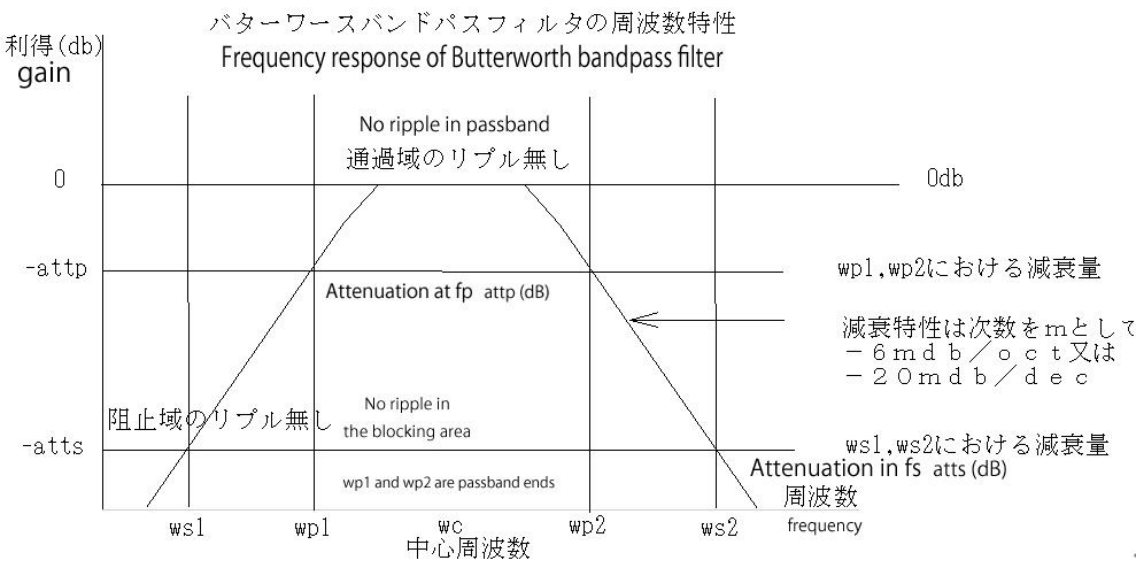 バターワースバンドパスフィルタの周波数特性
利得(db)
gain
Frequency response of Butterworth bandpass filter
No ripple in passband
通過域のリプル無し
0
0db
-attp
wp1,wp2における減衰量
Attenuation at fp attp (dB)
減衰特性は次数をmとして
－6mdb／oct又は
－20mdb／dec
No ripple in
the blocking area
阻止域のリプル無し
-atts
ws1,ws2における減衰量
Attenuation in fs atts (dB)
wp1 and wp2 are passband ends
周波数
frequency
ws1
wp1
wc
wp2
ws2
中心周波数